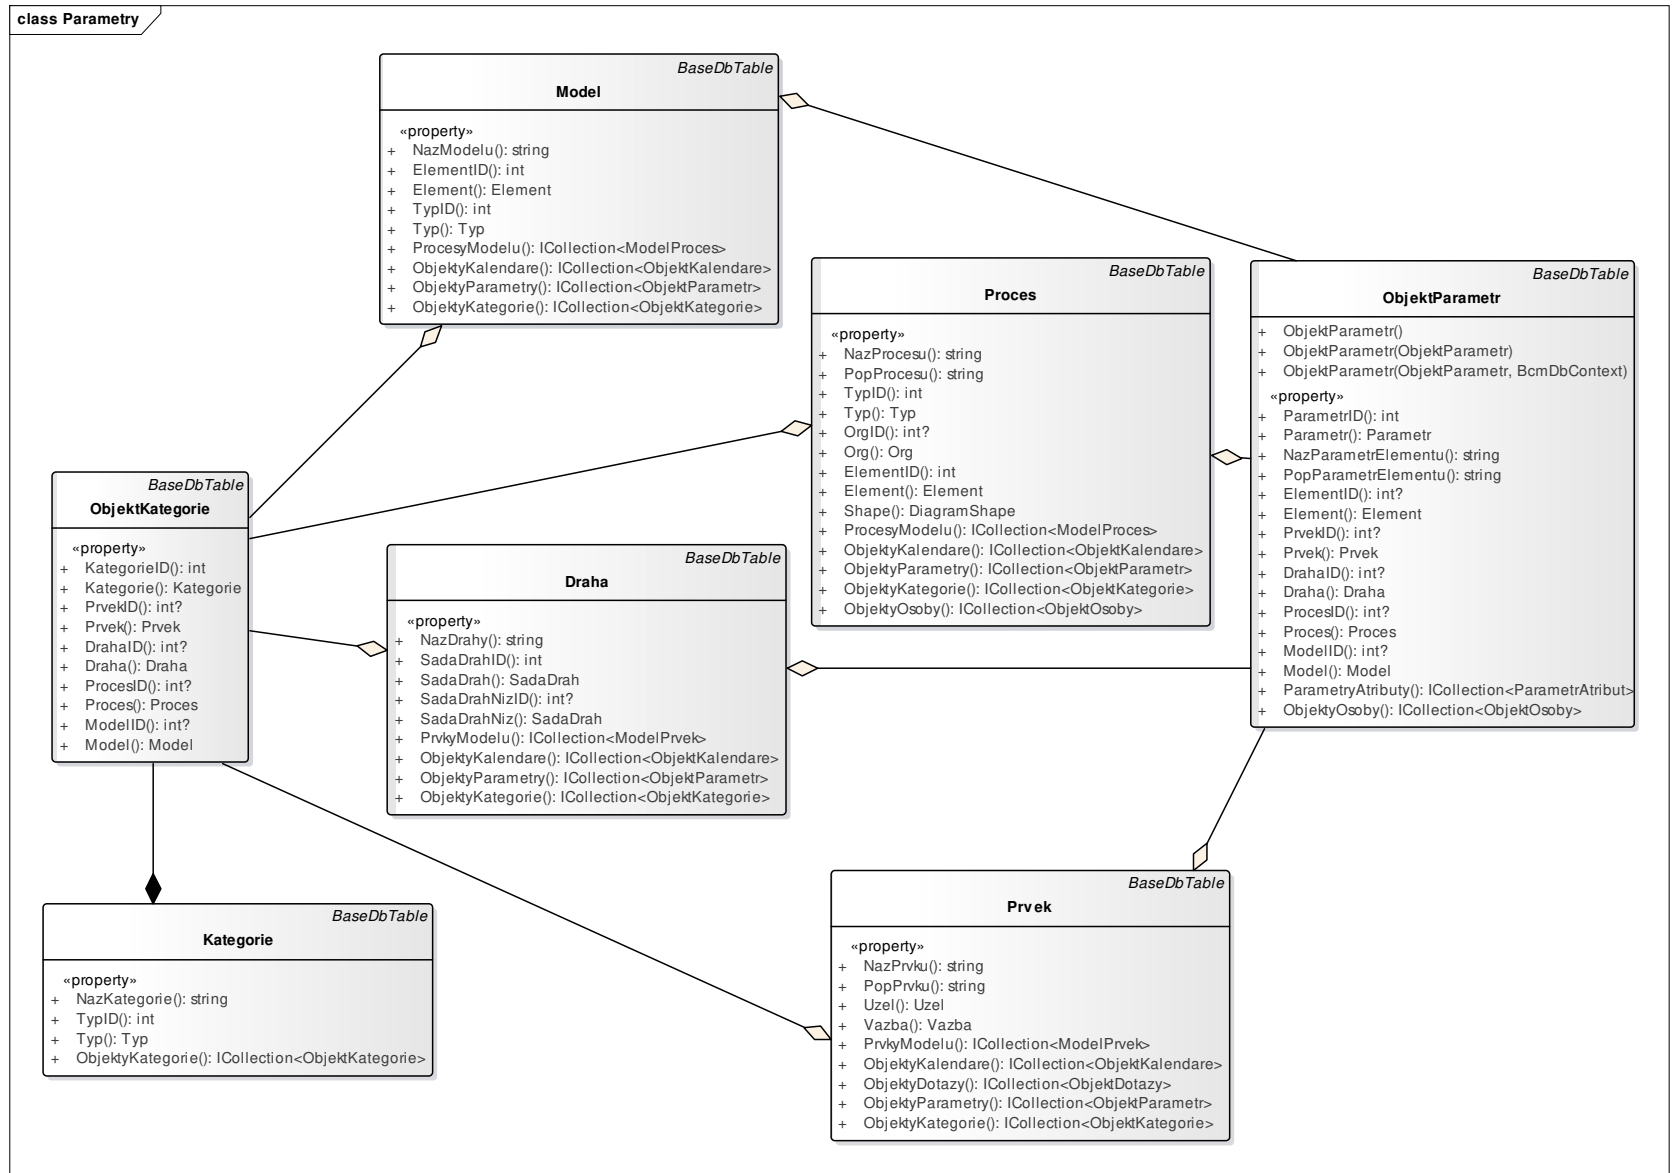 class Parametry
BaseDbTable
Model
«property»
+ NazModelu(): string
+ ElementID(): int
+ Element(): Element
+ TypID(): int
+ Typ(): Typ
+ ProcesyModelu(): ICollection<ModelProces>
+ ObjektyKalendare(): ICollection<ObjektKalendare>
+ ObjektyParametry(): ICollection<ObjektParametr>
+ ObjektyKategorie(): ICollection<ObjektKategorie>
BaseDbTable
Proces
«property»
+ NazProcesu(): string
+ PopProcesu(): string
+ TypID(): int
+ Typ(): Typ
+ OrgID(): int?
+ Org(): Org
+ ElementID(): int
+ Element(): Element
+ Shape(): DiagramShape
+ ProcesyModelu(): ICollection<ModelProces>
+ ObjektyKalendare(): ICollection<ObjektKalendare>
+ ObjektyParametry(): ICollection<ObjektParametr>
+ ObjektyKategorie(): ICollection<ObjektKategorie>
+ ObjektyOsoby(): ICollection<ObjektOsoby>
BaseDbTable
ObjektParametr
+ ObjektParametr()
+ ObjektParametr(ObjektParametr)
+ ObjektParametr(ObjektParametr, BcmDbContext)
«property»
+ ParametrID(): int
+ Parametr(): Parametr
+ NazParametrElementu(): string
+ PopParametrElementu(): string
+ ElementID(): int?
+ Element(): Element
+ PrvekID(): int?
+ Prvek(): Prvek
+ DrahaID(): int?
+ Draha(): Draha
+ ProcesID(): int?
+ Proces(): Proces
+ ModelID(): int?
+ Model(): Model
+ ParametryAtributy(): ICollection<ParametrAtribut>
+ ObjektyOsoby(): ICollection<ObjektOsoby>
BaseDbTable
ObjektKategorie
«property»
+ KategorieID(): int
+ Kategorie(): Kategorie
+ PrvekID(): int?
+ Prvek(): Prvek
+ DrahaID(): int?
+ Draha(): Draha
+ ProcesID(): int?
+ Proces(): Proces
+ ModelID(): int?
+ Model(): Model
BaseDbTable
Draha
«property»
+ NazDrahy(): string
+ SadaDrahID(): int
+ SadaDrah(): SadaDrah
+ SadaDrahNizID(): int?
+ SadaDrahNiz(): SadaDrah
+ PrvkyModelu(): ICollection<ModelPrvek>
+ ObjektyKalendare(): ICollection<ObjektKalendare>
+ ObjektyParametry(): ICollection<ObjektParametr>
+ ObjektyKategorie(): ICollection<ObjektKategorie>
BaseDbTable
Kategorie
«property»
+ NazKategorie(): string
+ TypID(): int
+ Typ(): Typ
+ ObjektyKategorie(): ICollection<ObjektKategorie>
BaseDbTable
Prvek
«property»
+ NazPrvku(): string
+ PopPrvku(): string
+ Uzel(): Uzel
+ Vazba(): Vazba
+ PrvkyModelu(): ICollection<ModelPrvek>
+ ObjektyKalendare(): ICollection<ObjektKalendare>
+ ObjektyDotazy(): ICollection<ObjektDotazy>
+ ObjektyParametry(): ICollection<ObjektParametr>
+ ObjektyKategorie(): ICollection<ObjektKategorie>